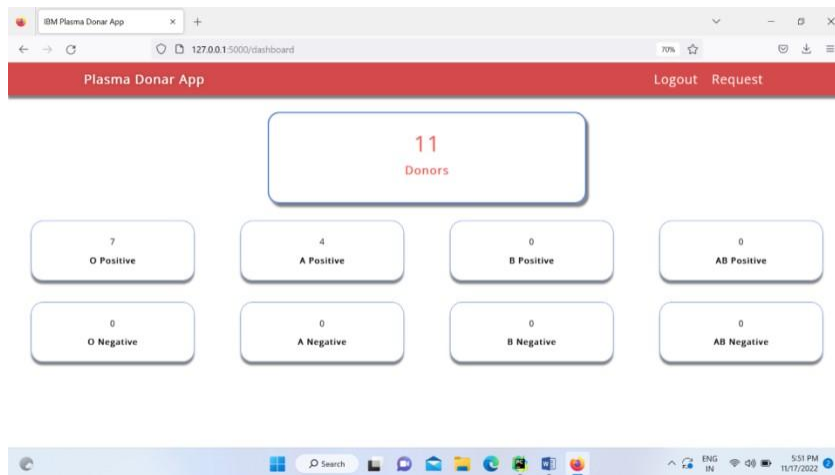 IBM Plasma Donar App
127.0.0.1:5000/dashboard
70%
Plasma Donar App
Logout Request
11
Donors
7 4 0 0
O Positive A Positive B Positive AB Positive
0 0 0 0
O Negative A Negative B Negative AB Negative
Search
ENG
IN
5:51 PM
11/17/2022
2